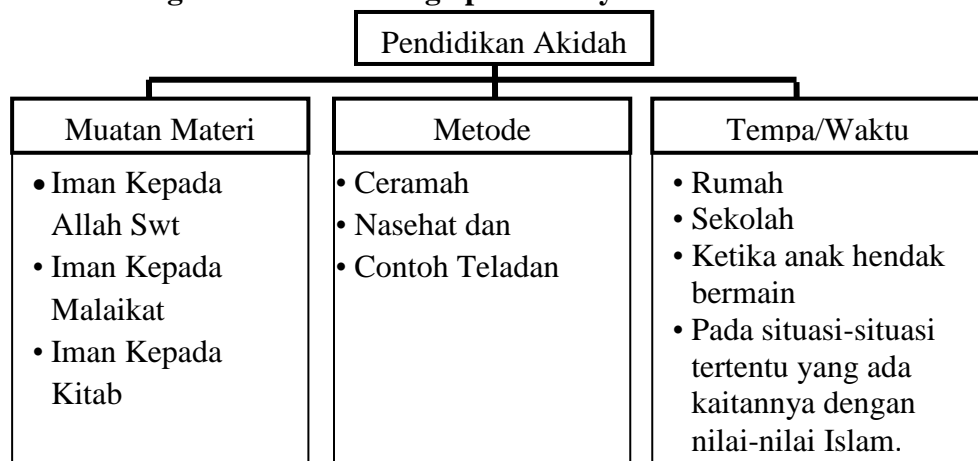 Pendidikan Akidah
Muatan Materi
• Iman Kepada
Allah Swt
• Iman Kepada
Malaikat
• Iman Kepada
Kitab
Metode
• Ceramah
• Nasehat dan
• Contoh Teladan
Tempa/Waktu
• Rumah
• Sekolah
• Ketika anak hendak
bermain
• Pada situasi-situasi
tertentu yang ada
kaitannya dengan
nilai-nilai Islam.